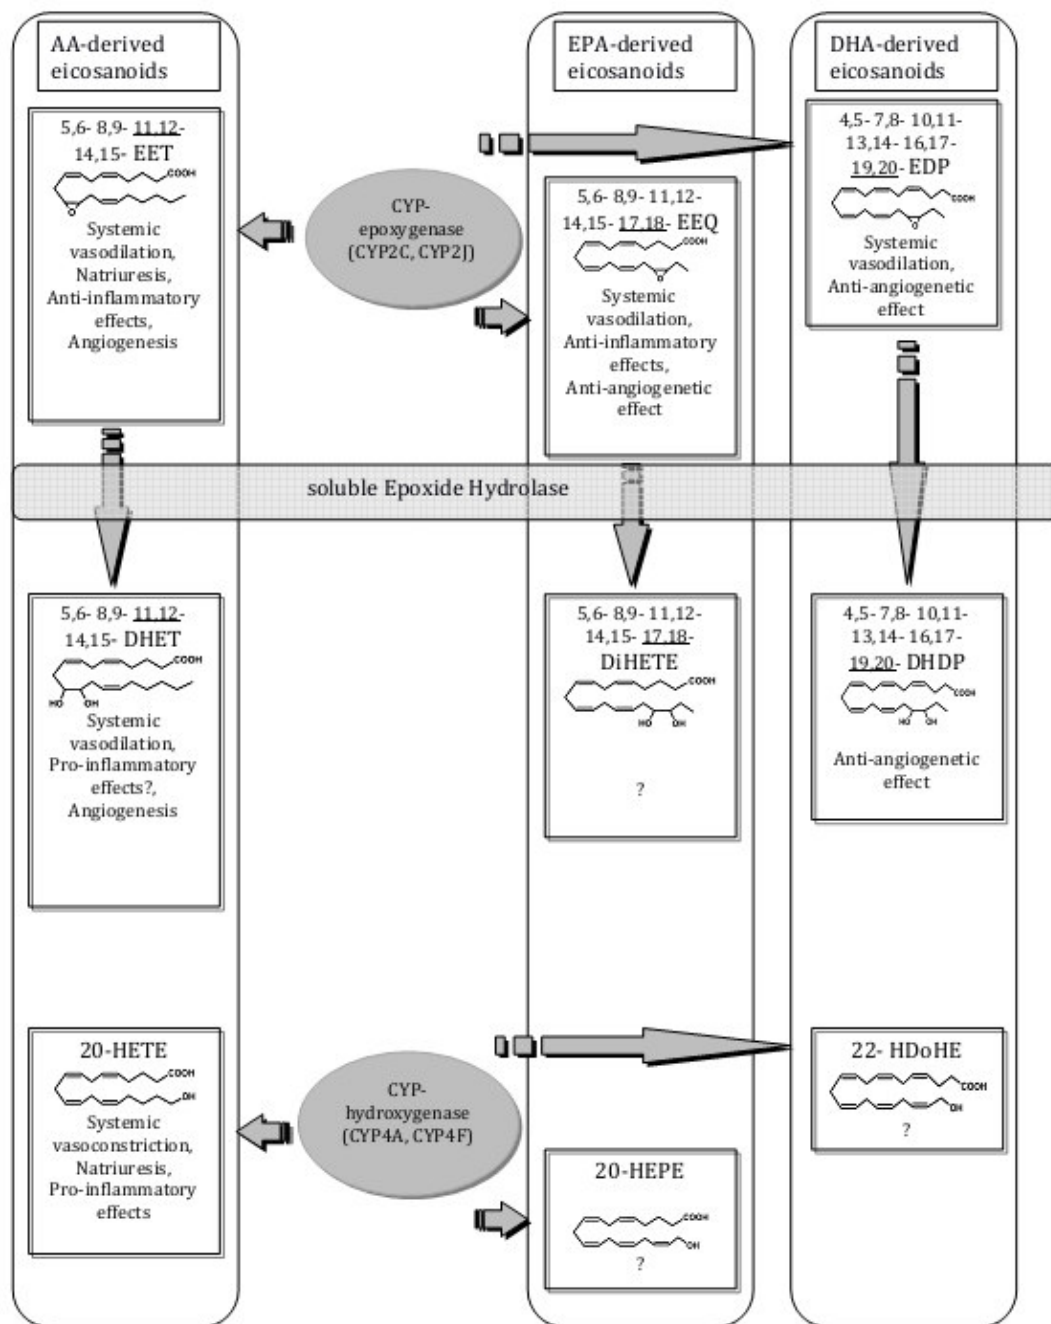 AA-derived
eicosanoids
5,6- 8,9- 11,12-
14,15- EET
COOH
O
Systemic
vasodilation,
Natriuresis,
Anti-inflammatory
effects,
Angiogenesis
CYP-
epoxygenase
(CYP2C, CYP2J)
EPA-derived
eicosanoids
5,6- 8,9- 11,12-
14,15- 17,18- EEQ
COOH
O
Systemic
vasodilation,
Anti-inflammatory
effects,
Anti-angiogenetic
effect
DHA-derived
eicosanoids
4,5- 7,8- 10,11-
13,14- 16,17-
19,20- EDP
COOH
O
Systemic
vasodilation,
Anti-angiogenetic
effect
soluble Epoxide Hydrolase
5,6- 8,9- 11,12-
14,15- DHET
COOH
HO OH
Systemic
vasodilation,
Pro-inflammatory
effects?,
Angiogenesis
5,6- 8,9- 11,12-
14,15- 17,18-
DiHETE
COOH
HO OH
?
4,5- 7,8- 10,11-
13,14- 16,17-
19,20- DHDP
COOH
HO OH
Anti-angiogenetic
effect
20-HETE
COOH
OH
Systemic
vasoconstriction,
Natriuresis,
Pro-inflammatory
effects
CYP-
hydroxygenase
(CYP4A, CYP4F)
20-HEPE
COOH
OH
?
22- HDoHE
COOH
OH
?